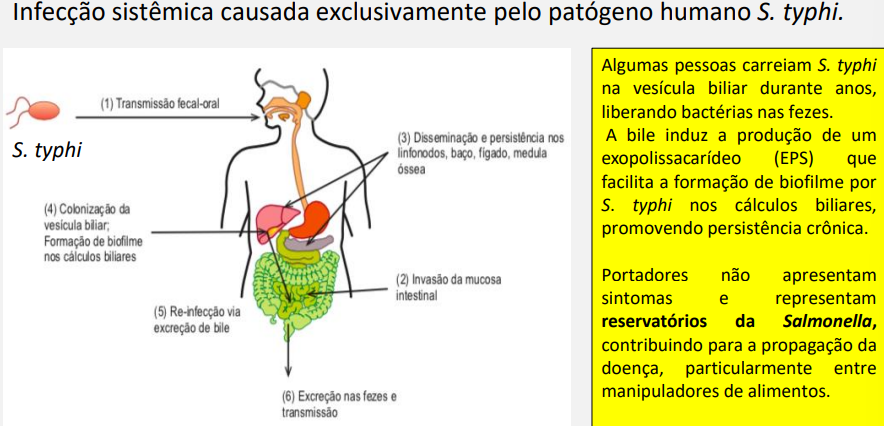 Infecção sistêmica causada exclusivamente pelo patógeno humano S. typhi.
(1) Transmissão fecal-oral
S. typhi
(3) Disseminação e persistência nos
linfonodos, baço, fígado, medula
óssea
(4) Colonização da
vesicula biliar;
Formação de biofilme
nos cálculos biliares
(2) Invasão da mucosa
intestinal
(5) Re-infecção via
excreção de bile
(6) Excreção nas fezes e
transmissão
Algumas pessoas carreiam S. typhi
na vesícula biliar durante anos,
liberando bactérias nas fezes.
A bile induz a produção de um
exopolissacarídeo (EPS) que
facilita a formação de biofilme por
S. typhi nos cálculos biliares,
promovendo persistência crônica.
Portadores não apresentam
sintomas e representam
reservatórios da Salmonella,
contribuindo para a propagação da
doença, particularmente entre
manipuladores de alimentos.